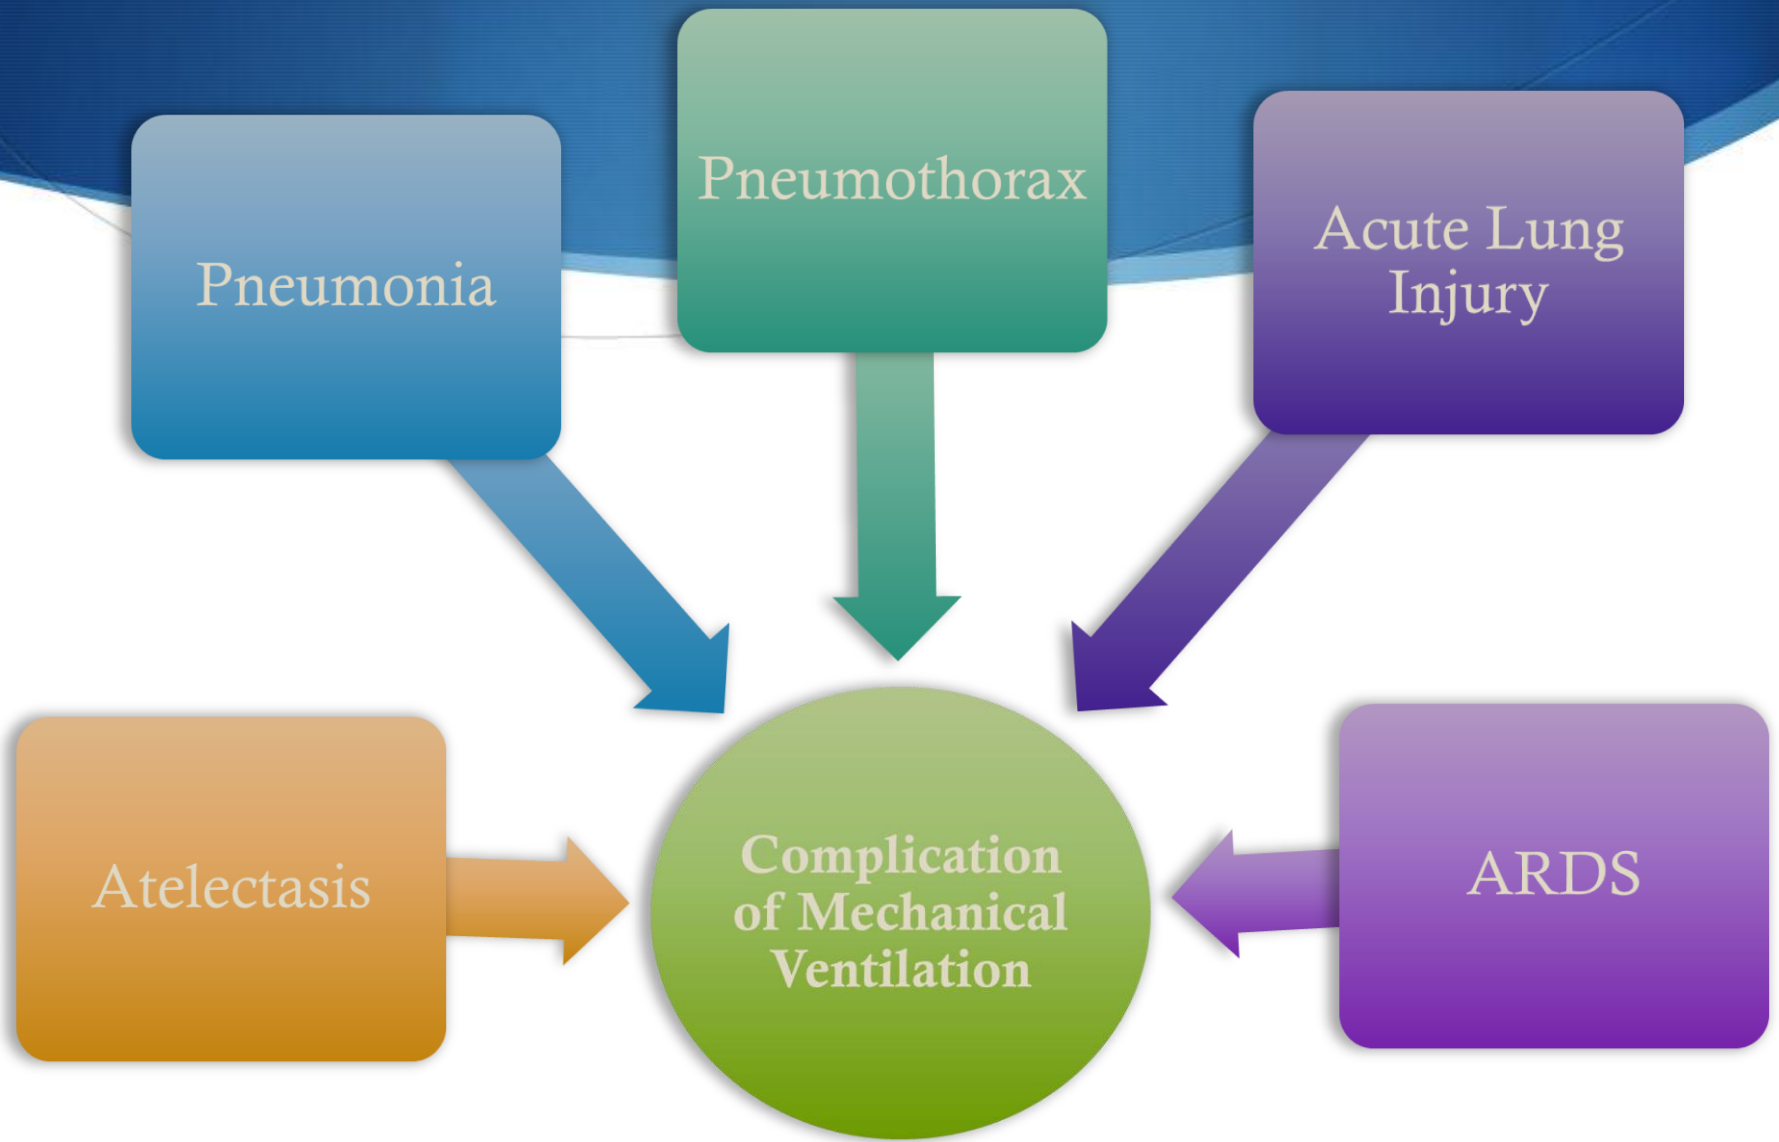 Pneumothorax
Pneumonia
Acute Lung
Injury
Atelectasis
Complication
of Mechanical
Ventilation
ARDS